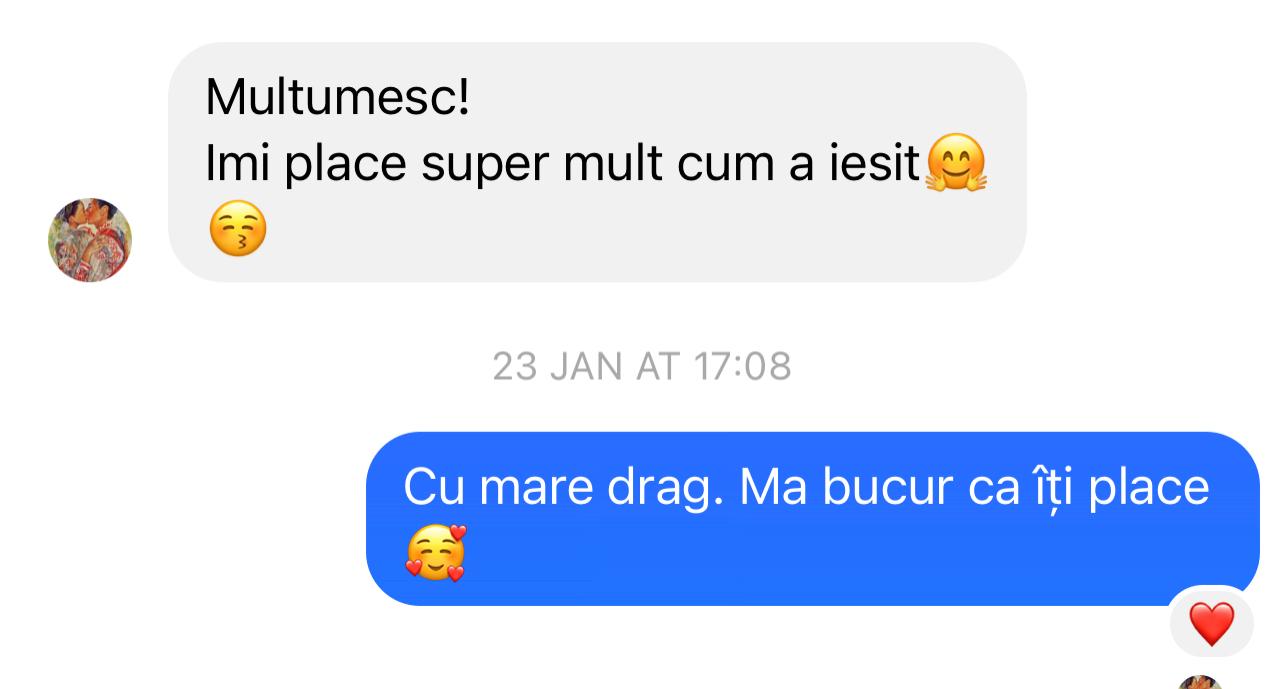 Multumesc!
Imi place super mult cum a iesit🤗
😚
23 JAN AT 17:08
Cu mare drag. Ma bucur ca îți place
🥰
❤️